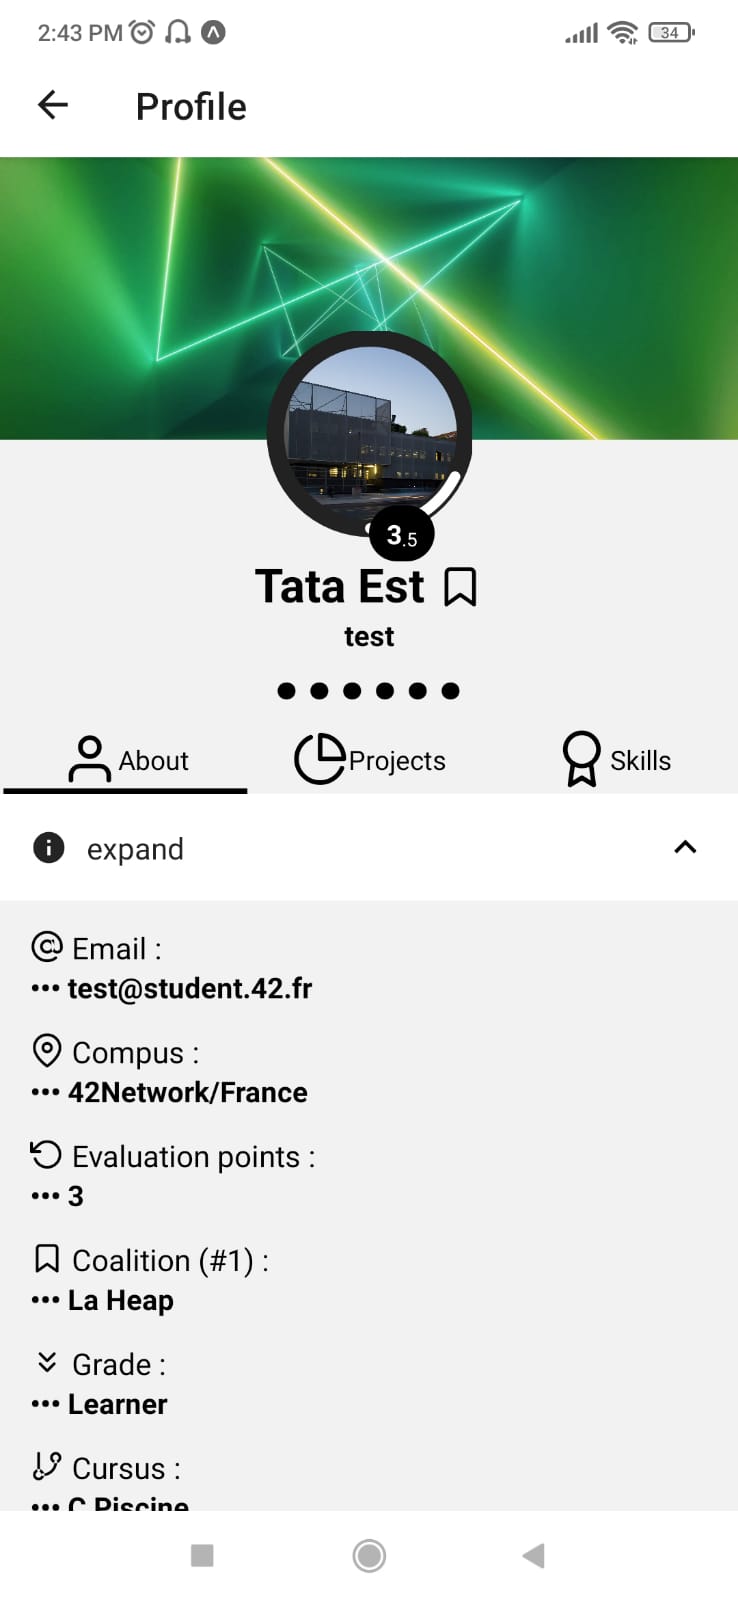 2:43 PM
34
Profile
3.5
Tata Est
test
About
Projects
Skills
expand
Email :
••• test@student.42.fr
Compus :
••• 42Network/France
Evaluation points :
••• 3
Coalition (#1) :
••• La Heap
Grade :
••• Learner
Cursus :
••• C Piscine